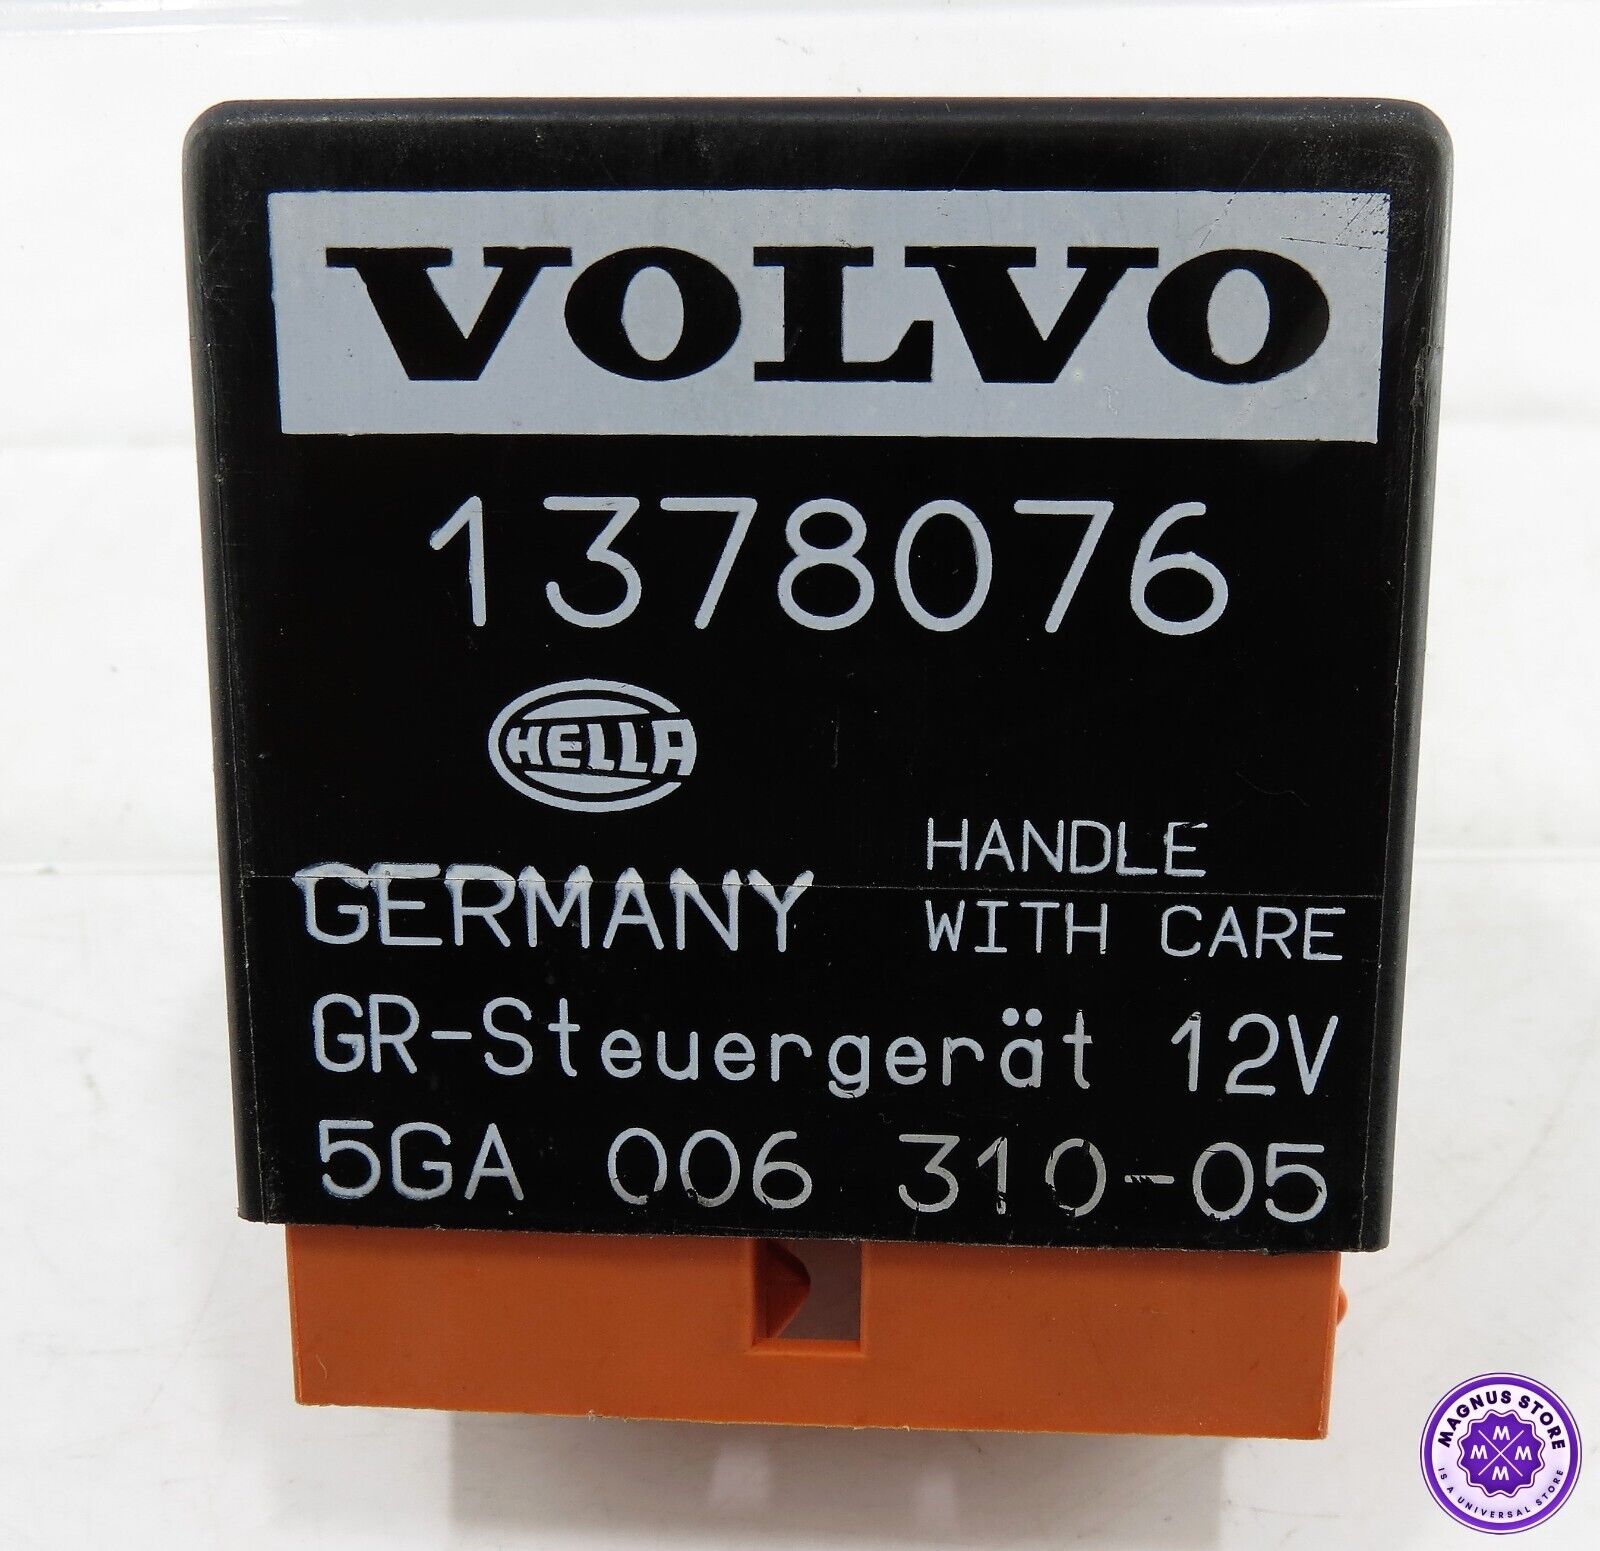 VOLVO
1378076
HELLA
GERMANY
HANDLE
WITH CARE
GR-Steuergerät 12V
5GA 006 310-05
MAGNUS STORE
M
M M
M
IS A UNIVERSAL STORE